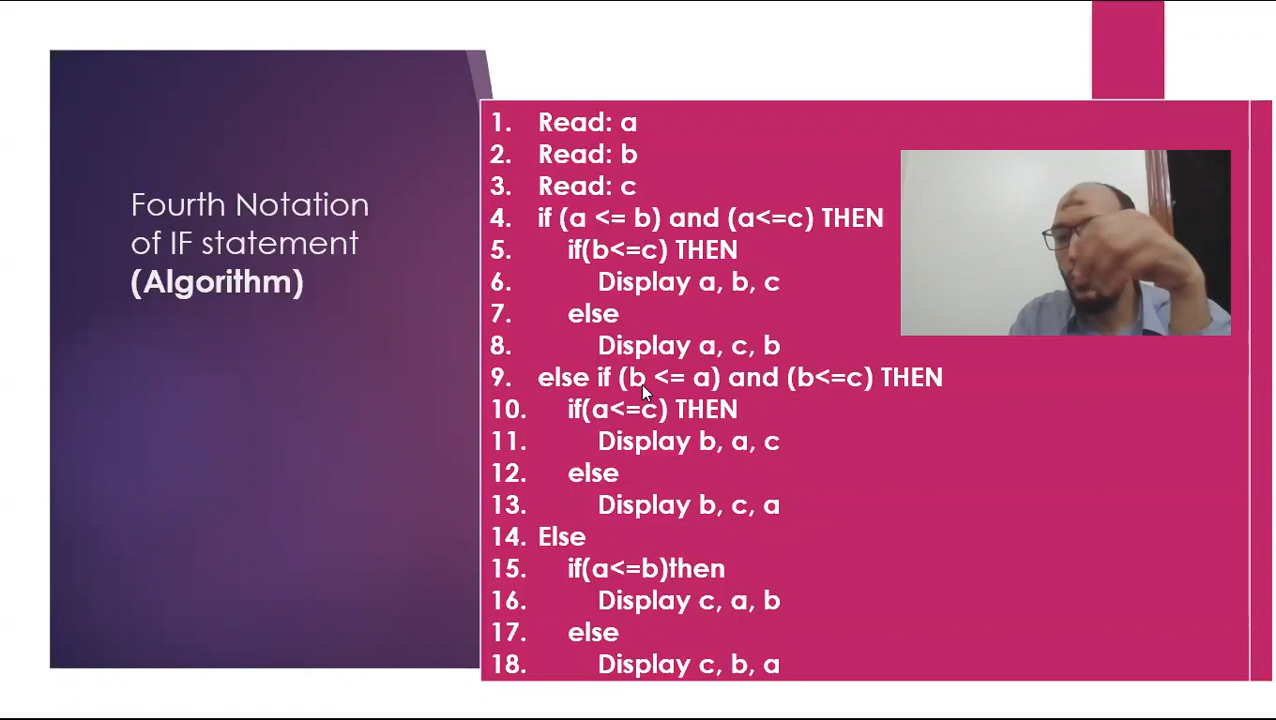 Fourth Notation
of IF statement
(Algorithm)
1. Read: a
2. Read: b
3. Read: c
4. if (a <= b) and (a<=c) THEN
5. if(b<=c) THEN
6. Display a, b, c
7. else
8. Display a, c, b
9. else if (b <= a) and (b<=c) THEN
10. if(a<=c) THEN
11. Display b, a, c
12. else
13. Display b, c, a
14. Else
15. if(a<=b)then
16. Display c, a, b
17. else
18. Display c, b, a